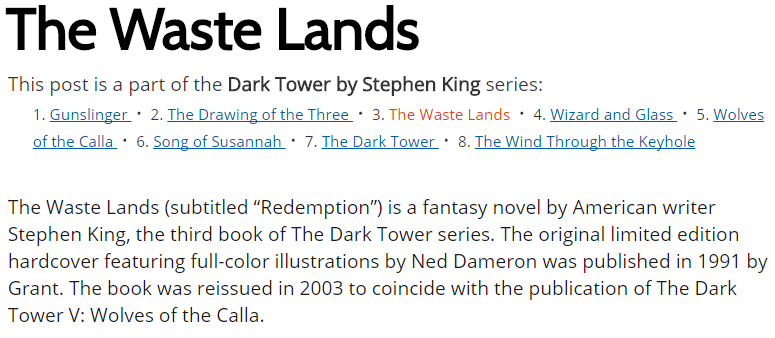 The Waste Lands
This post is a part of the Dark Tower by Stephen King series:
1. Gunslinger • 2. The Drawing of the Three • 3. The Waste Lands • 4. Wizard and Glass • 5. Wolves
of the Calla • 6. Song of Susannah • 7. The Dark Tower • 8. The Wind Through the Keyhole
The Waste Lands (subtitled “Redemption”) is a fantasy novel by American writer
Stephen King, the third book of The Dark Tower series. The original limited edition
hardcover featuring full-color illustrations by Ned Dameron was published in 1991 by
Grant. The book was reissued in 2003 to coincide with the publication of The Dark
Tower V: Wolves of the Calla.